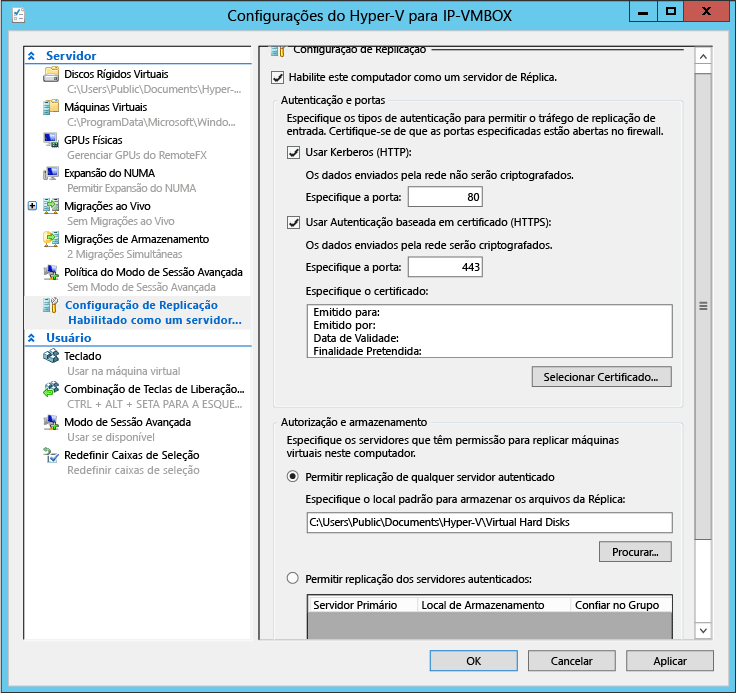 Configurações do Hyper-V para IP-VMBOX
Servidor
Discos Rígidos Virtuais
C:\Users\Public\Documents\Hyper-...
Máquinas Virtuais
C:\ProgramData\Microsoft\Windo...
GPUs Físicas
Gerenciar GPUs do RemoteFX
Expansão do NUMA
Permitir Expansão do NUMA
Migrações ao Vivo
Sem Migrações ao Vivo
Migrações de Armazenamento
2 Migrações Simultâneas
Política do Modo de Sessão Avançada
Sem Modo de Sessão Avançada
Configuração de Replicação
Habilitado como um servidor...
Usuário
Teclado
Usar na máquina virtual
Combinação de Teclas de Liberação...
CTRL + ALT + SETA PARA A ESQUE...
Modo de Sessão Avançada
Usar se disponível
Redefinir Caixas de Seleção
Redefinir caixas de seleção
Configuração de Replicação
Habilite este computador como um servidor de Réplica.
Autenticação e portas
Especifique os tipos de autenticação para permitir o tráfego de replicação de
entrada. Certifique-se de que as portas especificadas estão abertas no firewall.
Usar Kerberos (HTTP):
Os dados enviados pela rede não serão criptografados.
Especifique a porta: 80
Usar Autenticação baseada em certificado (HTTPS):
Os dados enviados pela rede serão criptografados.
Especifique a porta: 443
Especifique o certificado:
Emitido para:
Emitido por:
Data de Validade:
Finalidade Pretendida:
Selecionar Certificado...
Autorização e armazenamento
Especifique os servidores que têm permissão para replicar máquinas
virtuais neste computador.
Permitir replicação de qualquer servidor autenticado
Especifique o local padrão para armazenar os arquivos da Réplica:
C:\Users\Public\Documents\Hyper-V\Virtual Hard Disks
Procurar...
Permitir replicação dos servidores autenticados:
Servidor Primário Local de Armazenamento Confiar no Grupo
OK Cancelar Aplicar